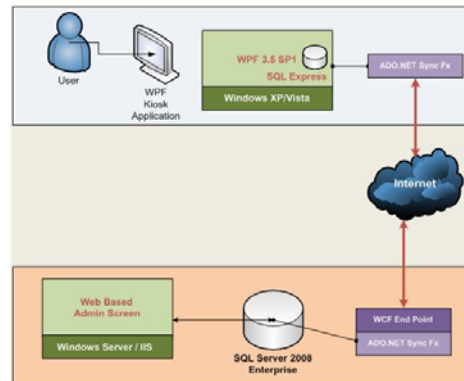 User
WPF
Kiosk
Application
WPF 3.5 SP1
SQL Express
Windows XP/Vista
ADO.NET Sync Fx
Internet
Web Based
Admin Screen
Windows Server / IIS
SQL Server 2008
Enterprise
WCF End Point
ADO.NET Sync Fx